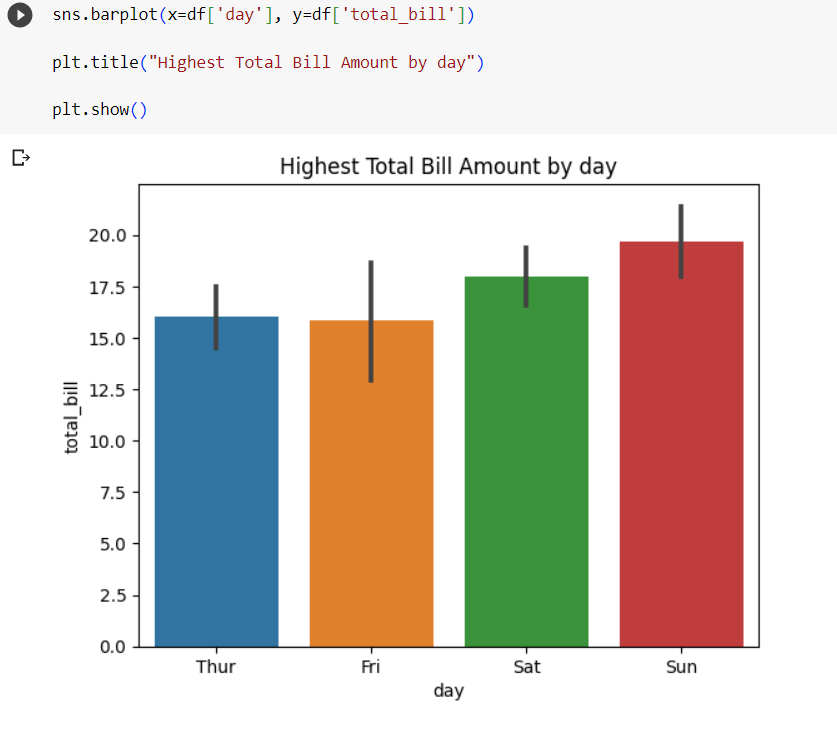 sns.barplot(x=df['day'], y=df['total_bill'])
plt.title("Highest Total Bill Amount by day")
plt.show()
Highest Total Bill Amount by day
20.0
17.5
15.0
12.5
10.0
7.5
5.0
2.5
0.0
total_bill
Thur Fri Sat Sun
day